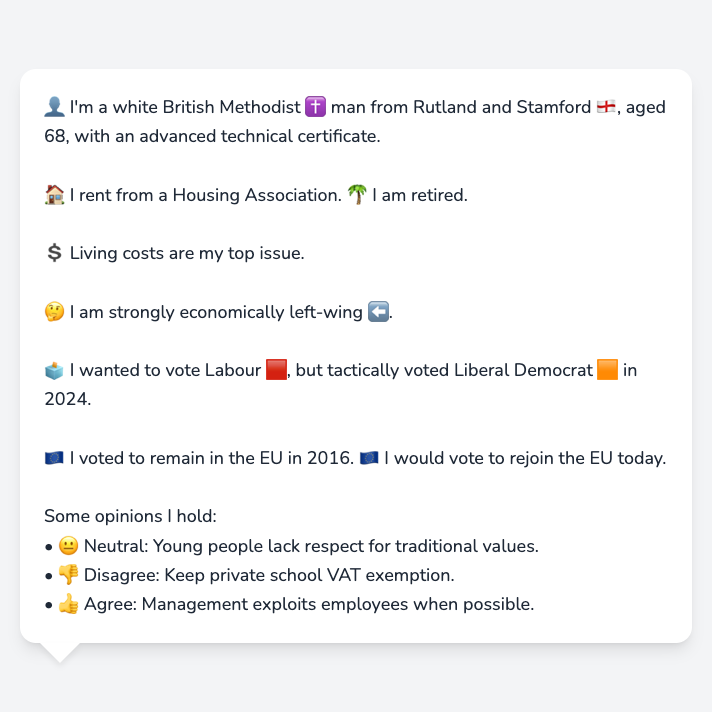 👤 I'm a white British Methodist ✝️ man from Rutland and Stamford 🏴󠁧󠁢󠁥󠁮󠁧󠁿, aged
68, with an advanced technical certificate.
🏠 I rent from a Housing Association. 🌴 I am retired.
💲 Living costs are my top issue.
🤔 I am strongly economically left-wing ⬅️.
🗳️ I wanted to vote Labour 🟥, but tactically voted Liberal Democrat 🟧 in
2024.
🇪🇺 I voted to remain in the EU in 2016. 🇪🇺 I would vote to rejoin the EU today.
Some opinions I hold:
• 😐 Neutral: Young people lack respect for traditional values.
• 👎 Disagree: Keep private school VAT exemption.
• 👍 Agree: Management exploits employees when possible.